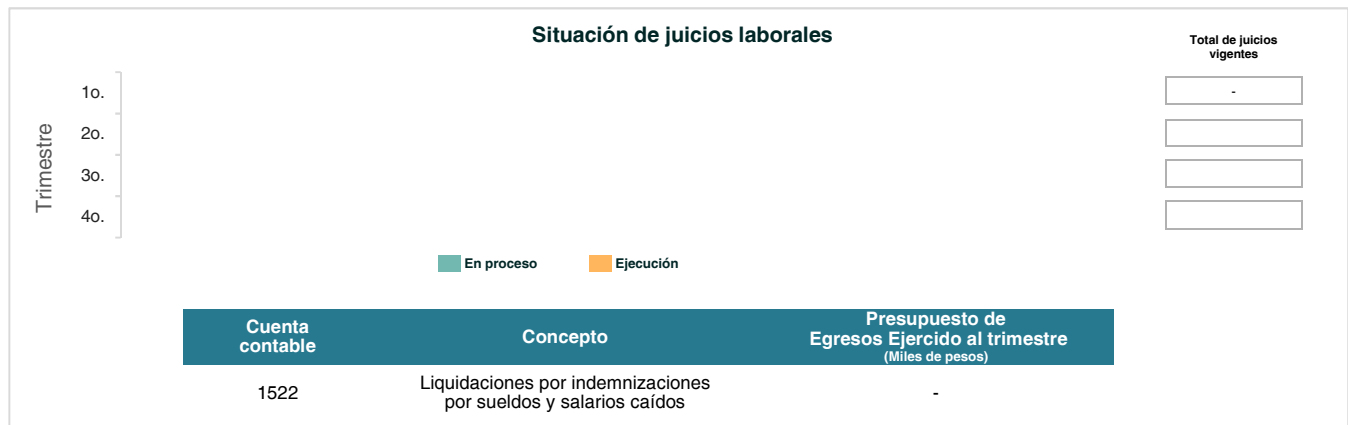 Situación de juicios laborales
Total de juicios
vigentes
Trimestre
1o.
-
2o.
3o.
4o.
En proceso
Ejecución
Cuenta
contable
Concepto
Presupuesto de
Egresos Ejercido al trimestre
(Miles de pesos)
1522
Liquidaciones por indemnizaciones
por sueldos y salarios caídos
-